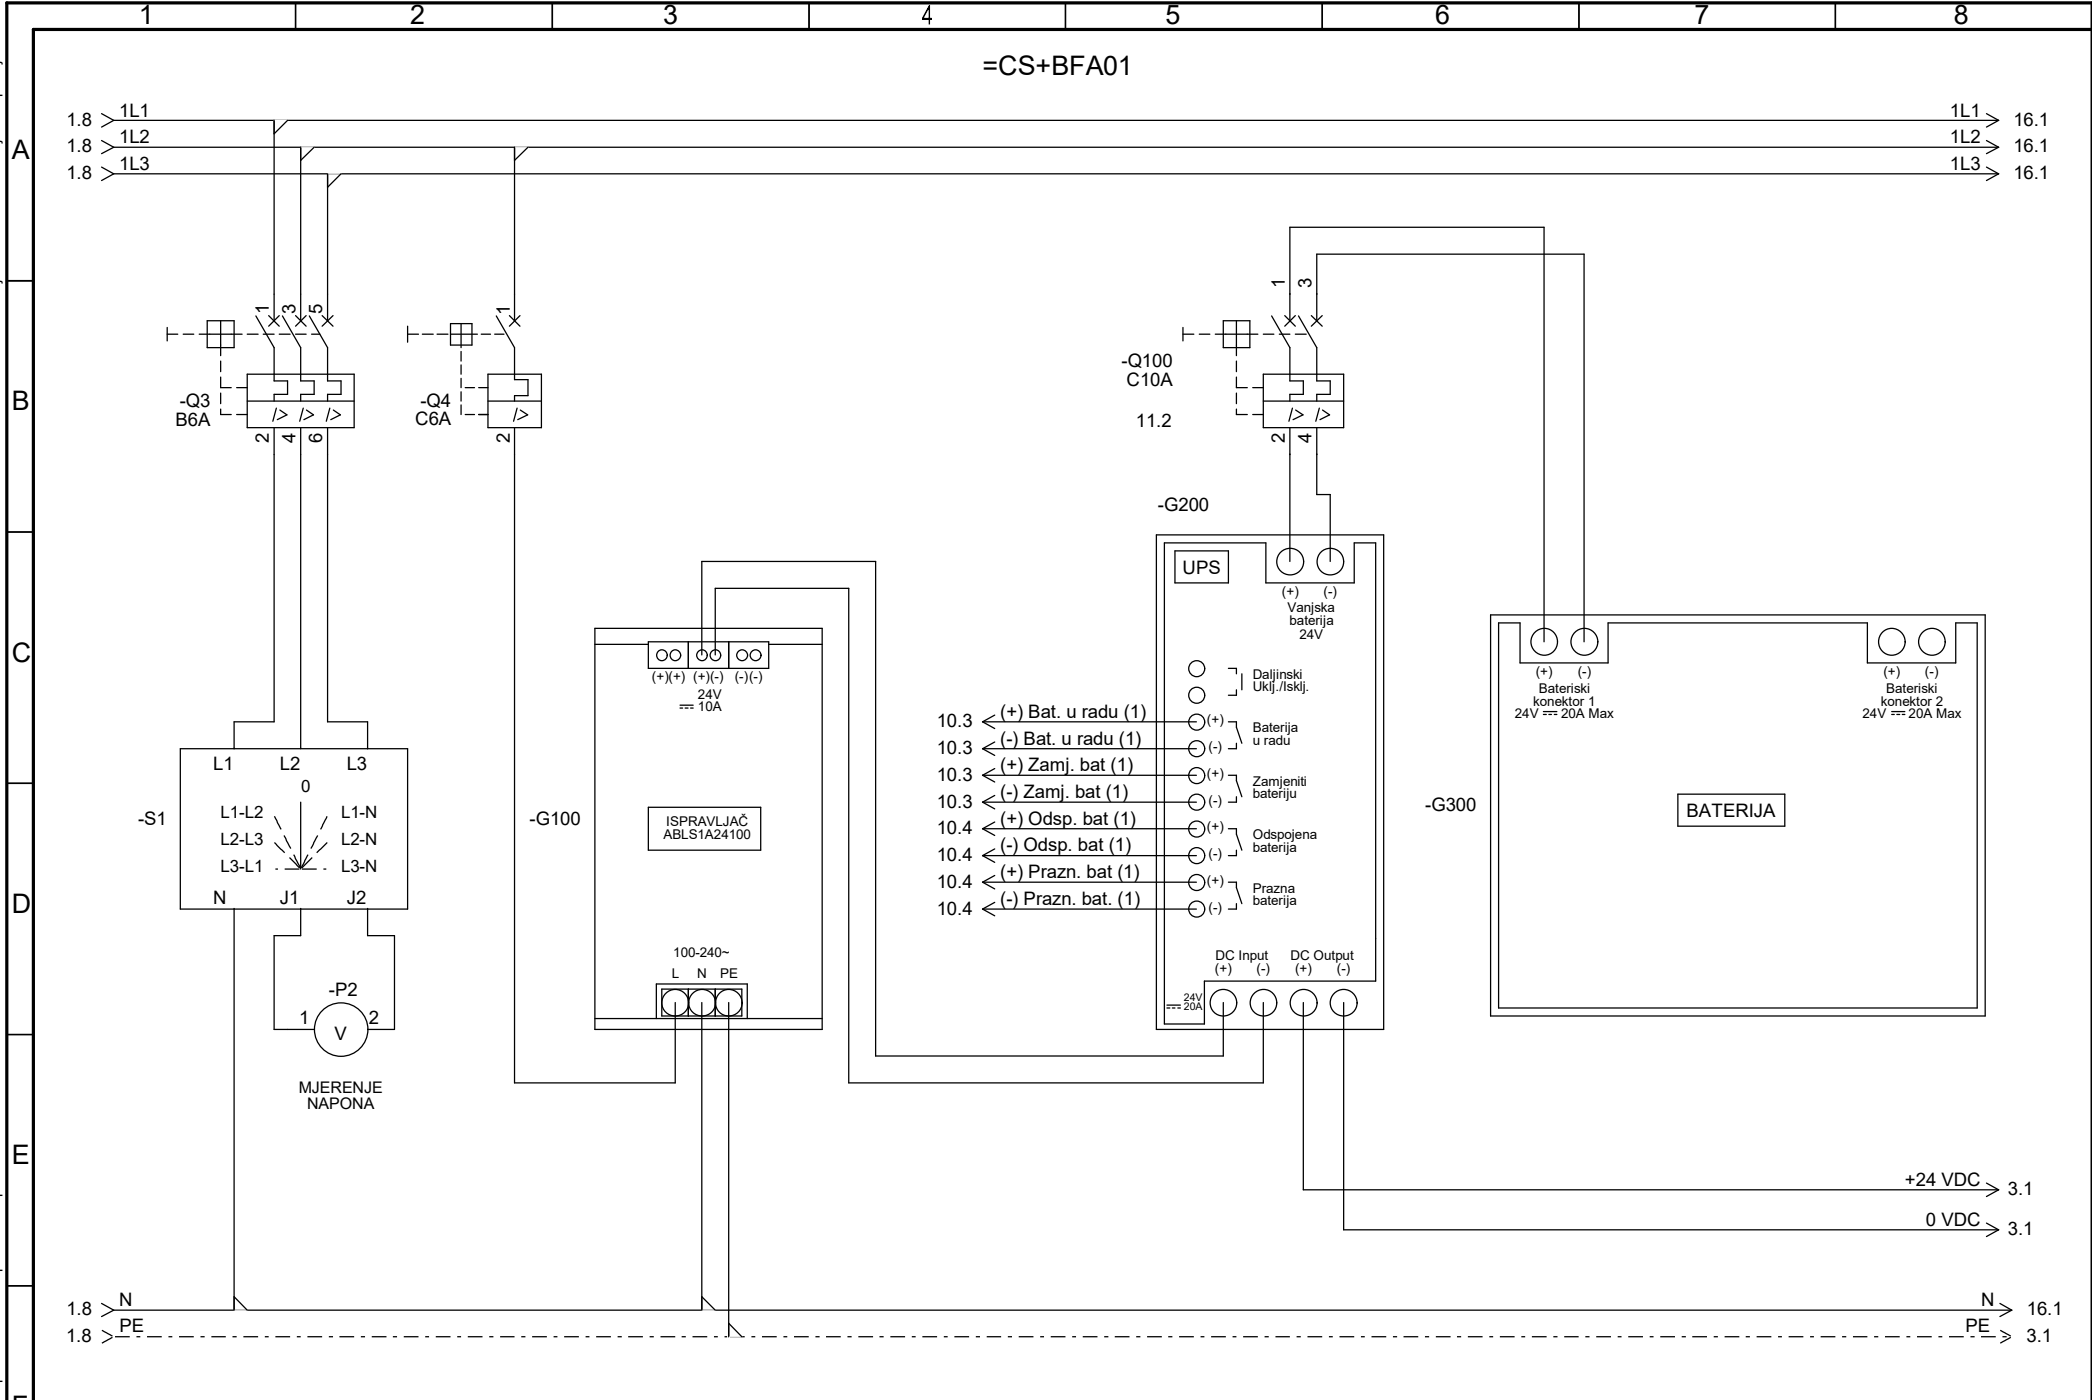 1 2 3 4 5 6 7 8
=CS+BFA01
A
1.8 1L1 1L1 16.1
1.8 1L2 1L2 16.1
1.8 1L3 1L3 16.1
1 3 5
1
1 3
B
-Q3
B6A
2 4 6
-Q4
C6A
2
-Q100
C10A
11.2
2 4
I> I> I>
I>
I> I>
-G200
UPS
(+) (-)
Vanjska
baterija
24V
C
(+)(+) (+)(-) (-)(-)
24V
10A
Daljinski
Uklj./Isklj.
(+) (-)
Bateriski
konektor 1
24V 20A Max
(+) (-)
Bateriski
konektor 2
24V 20A Max
10.3 (+) Bat. u radu (1) (+)
10.3 (-) Bat. u radu (1) (-)
Baterija
u radu
10.3 (+) Zamj. bat (1) (+)
10.3 (-) Zamj. bat (1) (-)
Zamjeniti
bateriju
10.4 (+) Odsp. bat (1) (+)
10.4 (-) Odsp. bat (1) (-)
Odspojena
baterija
10.4 (+) Prazn. bat (1) (+)
10.4 (-) Prazn. bat. (1) (-)
Prazna
baterija
L1 L2 L3
0
-S1
L1-L2 L1-N
L2-L3 L2-N
L3-L1 L3-N
N J1 J2
-G100
ISPRAVLJAČ
ABLS1A24100
-G300
BATERIJA
D
100-240~
L N PE
DC Input DC Output
(+) (-) (+) (-)
24V
20A
-P2
1 V 2
MJERENJE
NAPONA
E
+24 VDC 3.1
0 VDC 3.1
1.8 N N 16.1
1.8 PE PE 3.1